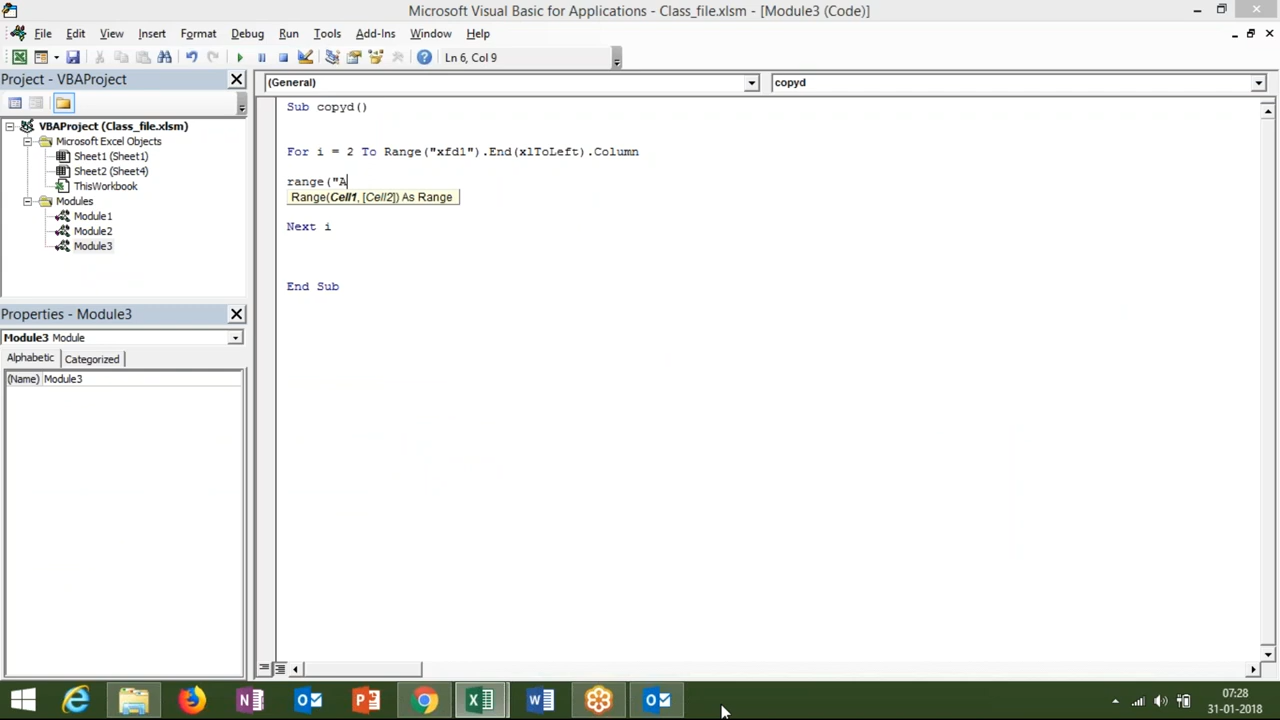 Microsoft Visual Basic for Applications - Class_file.xlsm - [Module3 (Code)]
File Edit View Insert Format Debug Run Tools Add-Ins Window Help
Ln 6, Col 9
Project - VBAProject
(General)
copyd
VBAProject (Class_file.xlsm)
Microsoft Excel Objects
Sheet1 (Sheet1)
Sheet2 (Sheet4)
ThisWorkbook
Modules
Module1
Module2
Module3
Sub copyd()
For i = 2 To Range("xfd1").End(xlToLeft).Column
range("A
Range(Cell1, [Cell2]) As Range
Next i
End Sub
Properties - Module3
Module3 Module
Alphabetic Categorized
(Name) Module3
07:28
31-01-2018